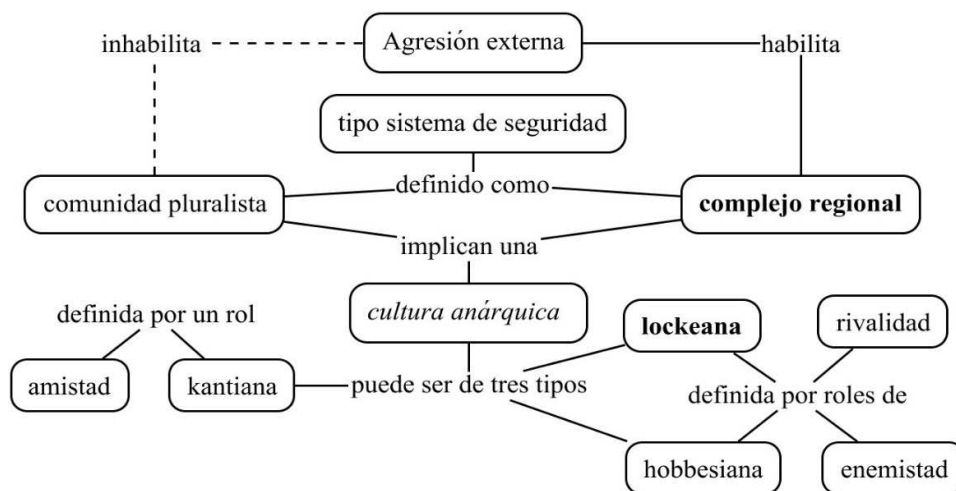 inhabilita
Agresión externa
habilita
tipo sistema de seguridad
comunidad pluralista
definido como
complejo regional
implican una
cultura anárquica
definida por un rol
lockeana
rivalidad
amistad
kantiana
puede ser de tres tipos
definida por roles de
hobbesiana
enemistad